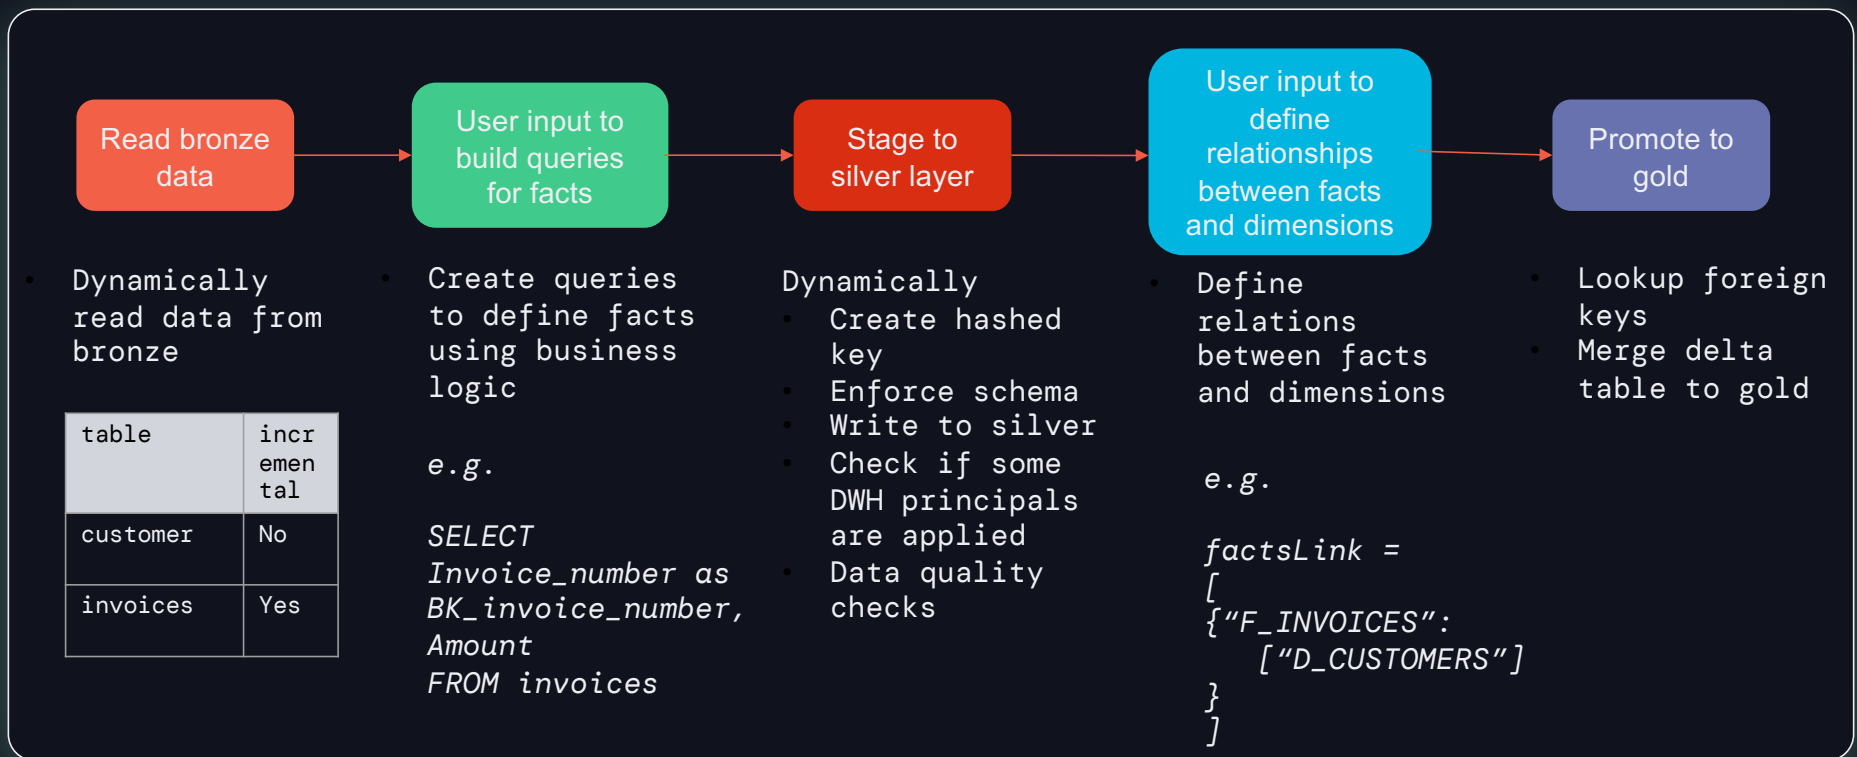 Read bronze
data
User input to
build queries
for facts
Stage to
silver layer
User input to
define
relationships
between facts
and dimensions
Promote to
gold
• Dynamically
read data from
bronze
table
incr
emen
tal
customer
No
invoices
Yes
• Create queries
to define facts
using business
logic
e.g.
SELECT
Invoice_number as
BK_invoice_number,
Amount
FROM invoices
Dynamically
• Create hashed
key
• Enforce schema
• Write to silver
• Check if some
DWH principals
are applied
• Data quality
checks
• Define
relations
between facts
and dimensions
e.g.
factsLink =
[
{“F_INVOICES”:
[“D_CUSTOMERS”]
}
]
• Lookup foreign
keys
• Merge delta
table to gold